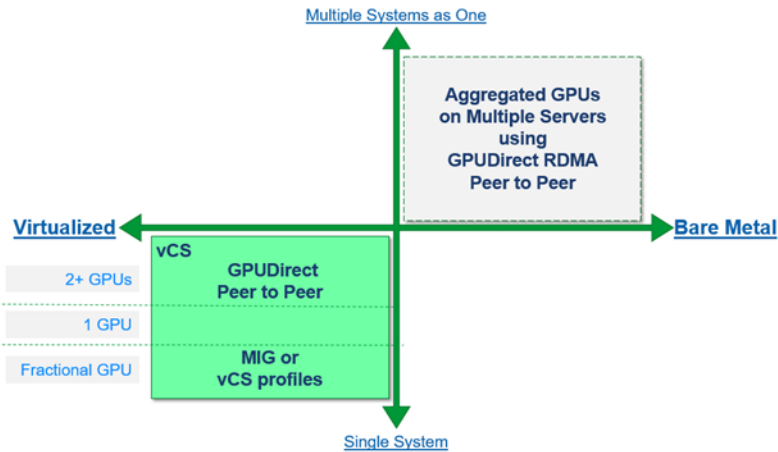 Multiple Systems as One
Aggregated GPUs
on Multiple Servers
using
GPUDirect RDMA
Peer to Peer
Virtualized
Bare Metal
vCS
GPUDirect
Peer to Peer
2+ GPUs
1 GPU
Fractional GPU
MIG or
vCS profiles
Single System